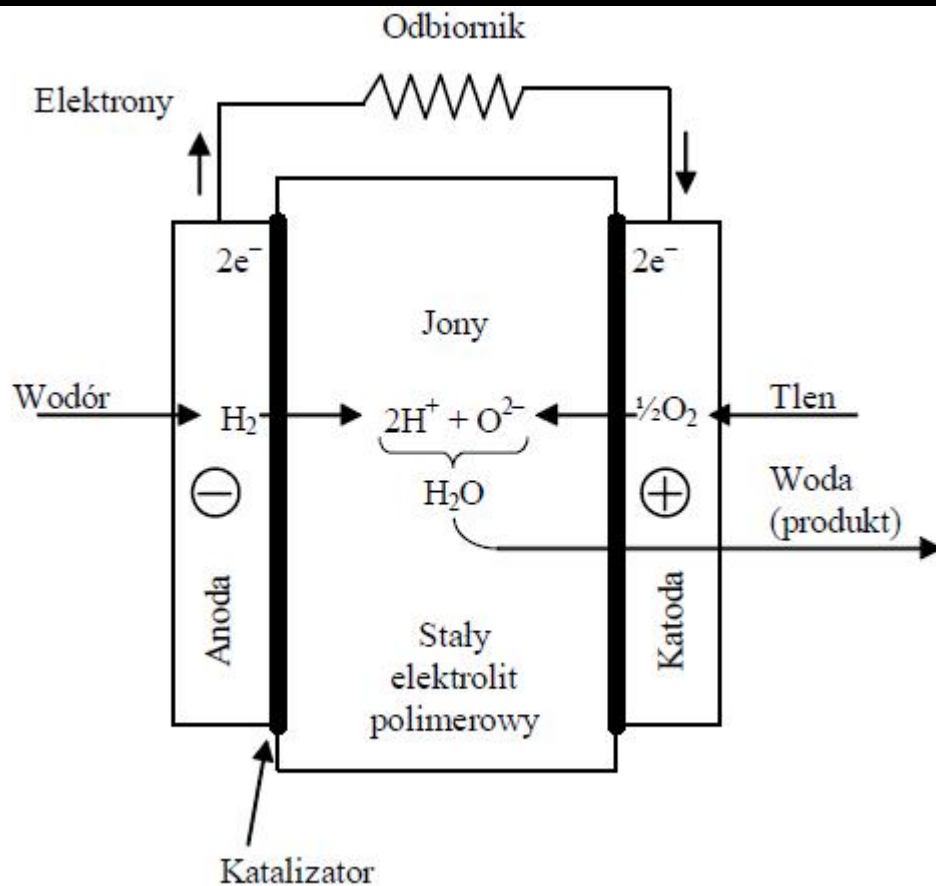 Odbiornik
Elektrony
2e⁻
2e⁻
Jony
Wodór
H₂
2H⁺ + O²⁻
½O₂
Tlen
−
H₂O
+
Woda
(produkt)
Anoda
Stały
elektrolit
polimerowy
Katoda
Katalizator